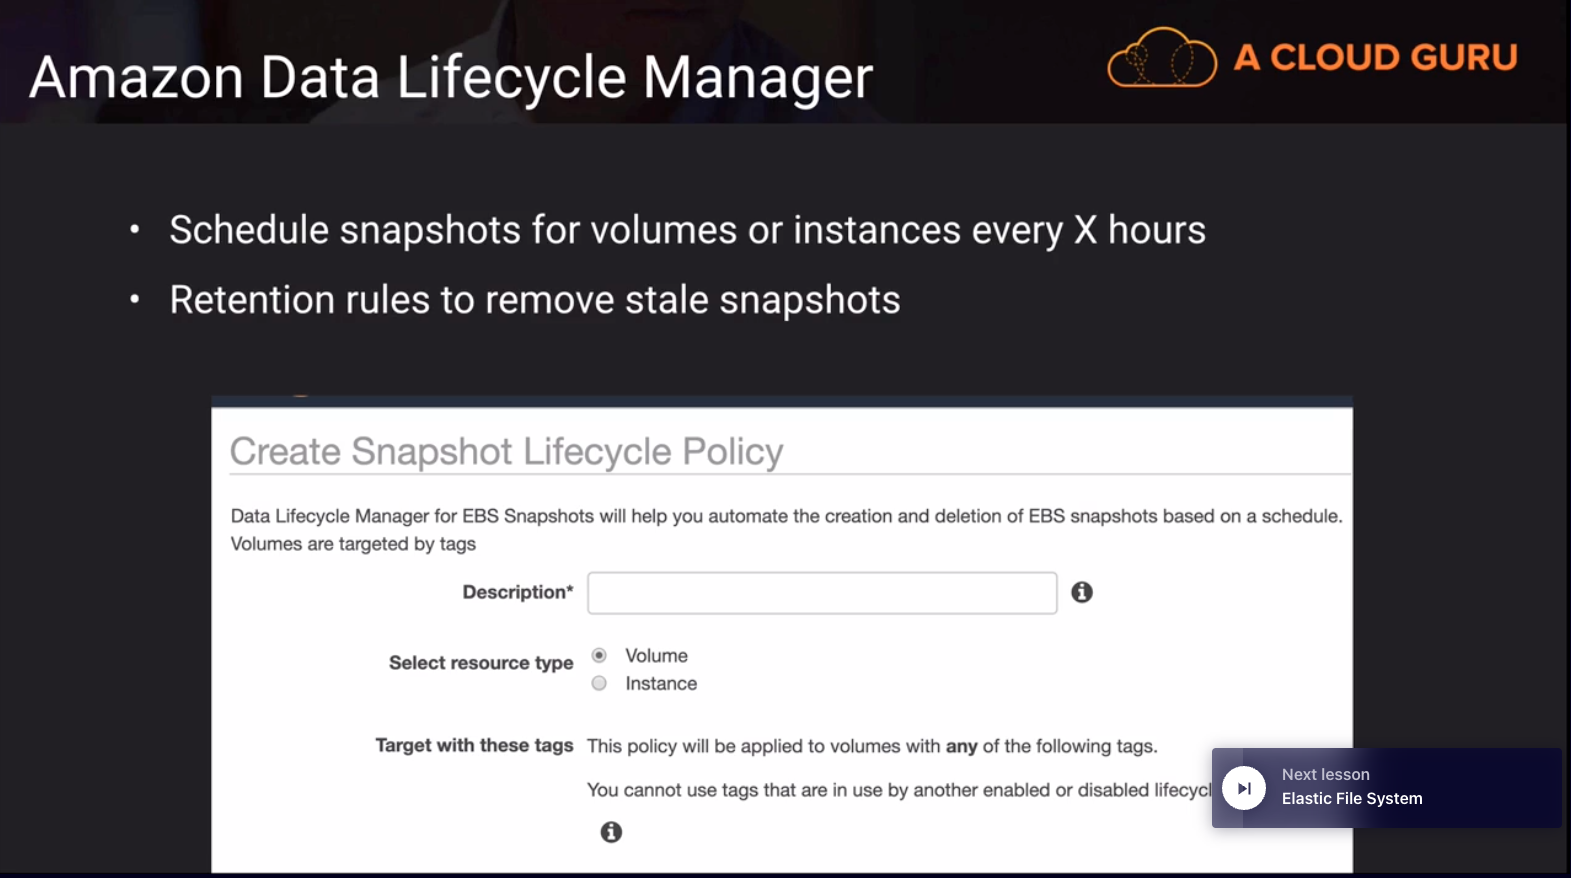 Amazon Data Lifecycle Manager
A CLOUD GURU
• Schedule snapshots for volumes or instances every X hours
• Retention rules to remove stale snapshots
Create Snapshot Lifecycle Policy
Data Lifecycle Manager for EBS Snapshots will help you automate the creation and deletion of EBS snapshots based on a schedule.
Volumes are targeted by tags
Description*
Select resource type
Volume
Instance
Target with these tags
This policy will be applied to volumes with any of the following tags.
You cannot use tags that are in use by another enabled or disabled lifecycl
Next lesson
Elastic File System